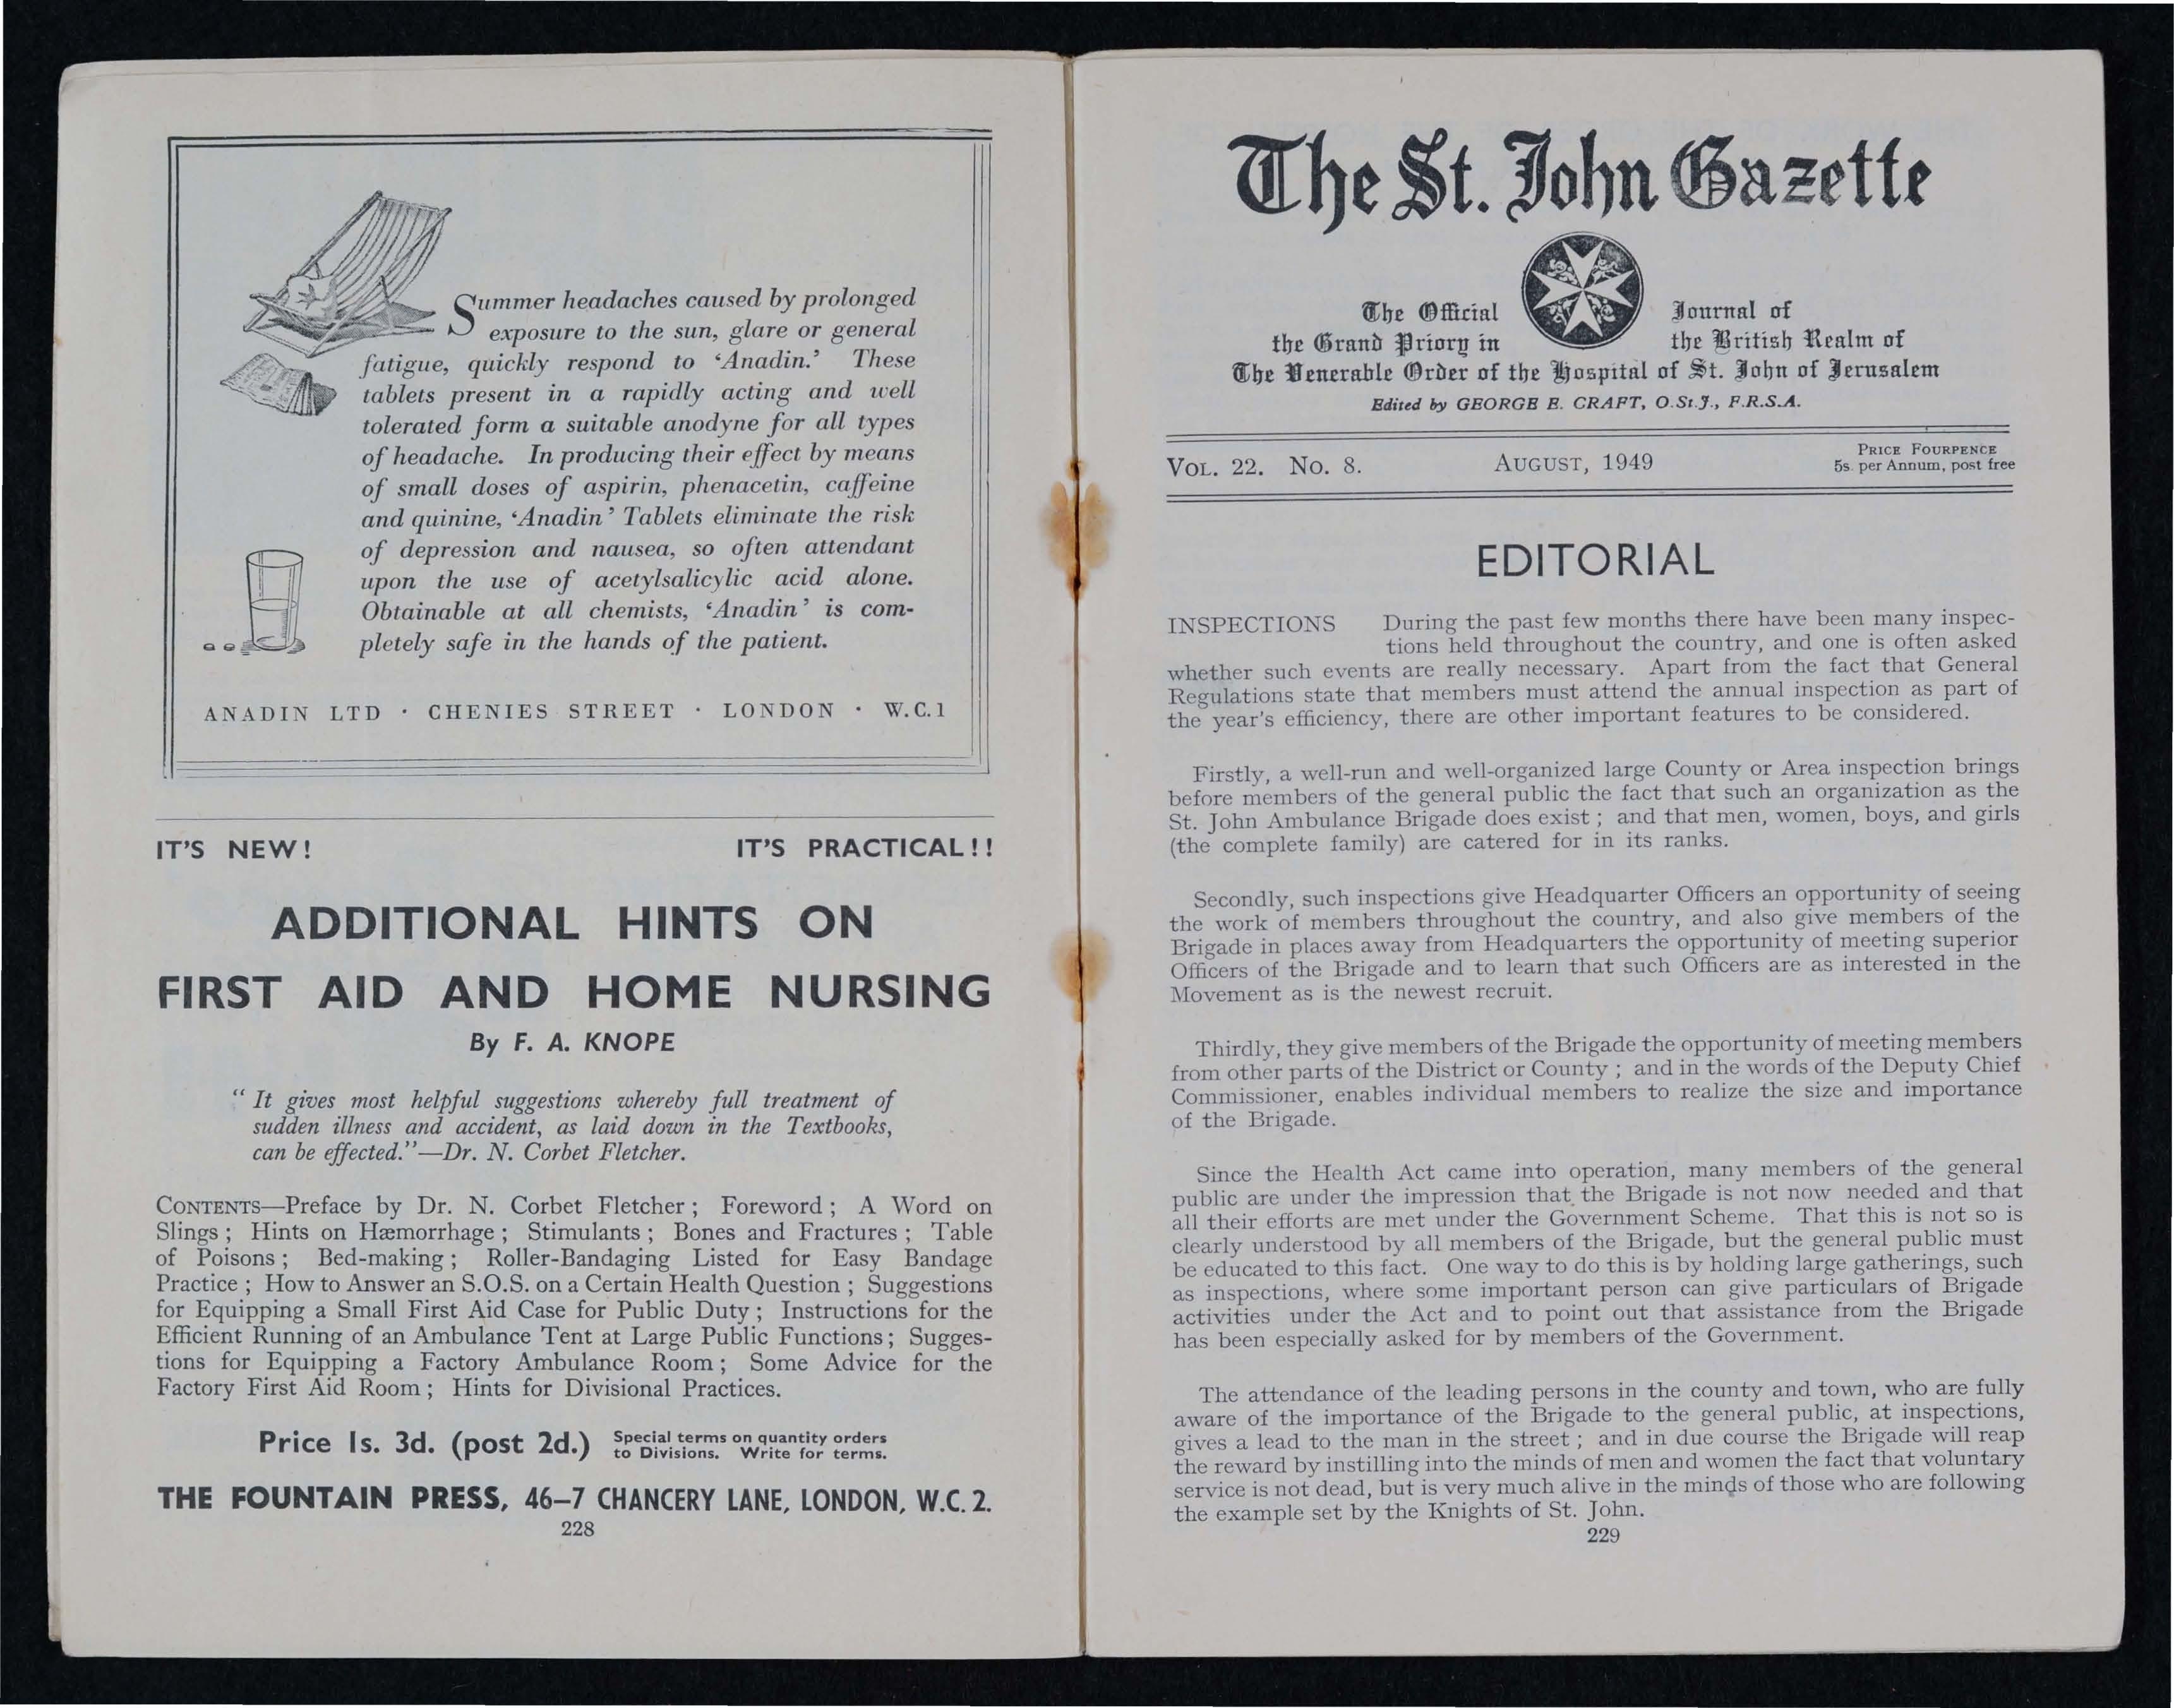 Summer headaches caused by prolonged
exposure to the sun, glare or general
fatigue, quickly respond to ‘Anadin.’ These
tablets present in a rapidly acting and well
tolerated form a suitable anodyne for all types
of headache. In producing their effect by means
of small doses of aspirin, phenacetin, caffeine
and quinine, ‘Anadin’ Tablets eliminate the risk
of depression and nausea, so often attendant
upon the use of acetylsalicylic acid alone.
Obtainable at all chemists, ‘Anadin’ is com-
pletely safe in the hands of the patient.
ANADIN LTD · CHENIES STREET · LONDON · W.C.1
IT'S NEW! IT'S PRACTICAL!!
ADDITIONAL HINTS ON
FIRST AID AND HOME NURSING
By F. A. KNOPE
“It gives most helpful suggestions whereby full treatment of
sudden illness and accident, as laid down in the Textbooks,
can be effected.”—Dr. N. Corbet Fletcher.
CONTENTS—Preface by Dr. N. Corbet Fletcher; Foreword; A Word on
Slings; Hints on Hæmorrhage; Stimulants; Bones and Fractures; Table
of Poisons; Bed-making; Roller-Bandaging Listed for Easy Bandage
Practice; How to Answer an S.O.S. on a Certain Health Question; Suggestions
for Equipping a Small First Aid Case for Public Duty; Instructions for the
Efficient Running of an Ambulance Tent at Large Public Functions; Sugges-
tions for Equipping a Factory Ambulance Room; Some Advice for the
Factory First Aid Room; Hints for Divisional Practices.
Price 1s. 3d. (post 2d.) Special terms on quantity orders
to Divisions. Write for terms.
THE FOUNTAIN PRESS, 46–7 CHANCERY LANE, LONDON, W.C. 2.
228
The St. John Gazette
The Official Journal of
the Grand Priory in the British Realm of
The Venerable Order of the Hospital of St. John of Jerusalem
Edited by GEORGE E. CRAFT, O.St.J., F.R.S.A.
VOL. 22. NO. 8. AUGUST, 1949 PRICE FOURPENCE
5s. per Annum, post free
EDITORIAL
INSPECTIONS During the past few months there have been many inspec-
tions held throughout the country, and one is often asked
whether such events are really necessary. Apart from the fact that General
Regulations state that members must attend the annual inspection as part of
the year's efficiency, there are other important features to be considered.
Firstly, a well-run and well-organized large County or Area inspection brings
before members of the general public the fact that such an organization as the
St. John Ambulance Brigade does exist; and that men, women, boys, and girls
(the complete family) are catered for in its ranks.
Secondly, such inspections give Headquarter Officers an opportunity of seeing
the work of members throughout the country, and also give members of the
Brigade in places away from Headquarters the opportunity of meeting superior
Officers of the Brigade and to learn that such Officers are as interested in the
Movement as is the newest recruit.
Thirdly, they give members of the Brigade the opportunity of meeting members
from other parts of the District or County; and in the words of the Deputy Chief
Commissioner, enables individual members to realize the size and importance
of the Brigade.
Since the Health Act came into operation, many members of the general
public are under the impression that the Brigade is not now needed and that
all their efforts are met under the Government Scheme. That this is not so is
clearly understood by all members of the Brigade, but the general public must
be educated to this fact. One way to do this is by holding large gatherings, such
as inspections, where some important person can give particulars of Brigade
activities under the Act and to point out that assistance from the Brigade
has been especially asked for by members of the Government.
The attendance of the leading persons in the county and town, who are fully
aware of the importance of the Brigade to the general public, at inspections,
gives a lead to the man in the street; and in due course the Brigade will reap
the reward by instilling into the minds of men and women the fact that voluntary
service is not dead, but is very much alive in the minds of those who are following
the example set by the Knights of St. John.
229